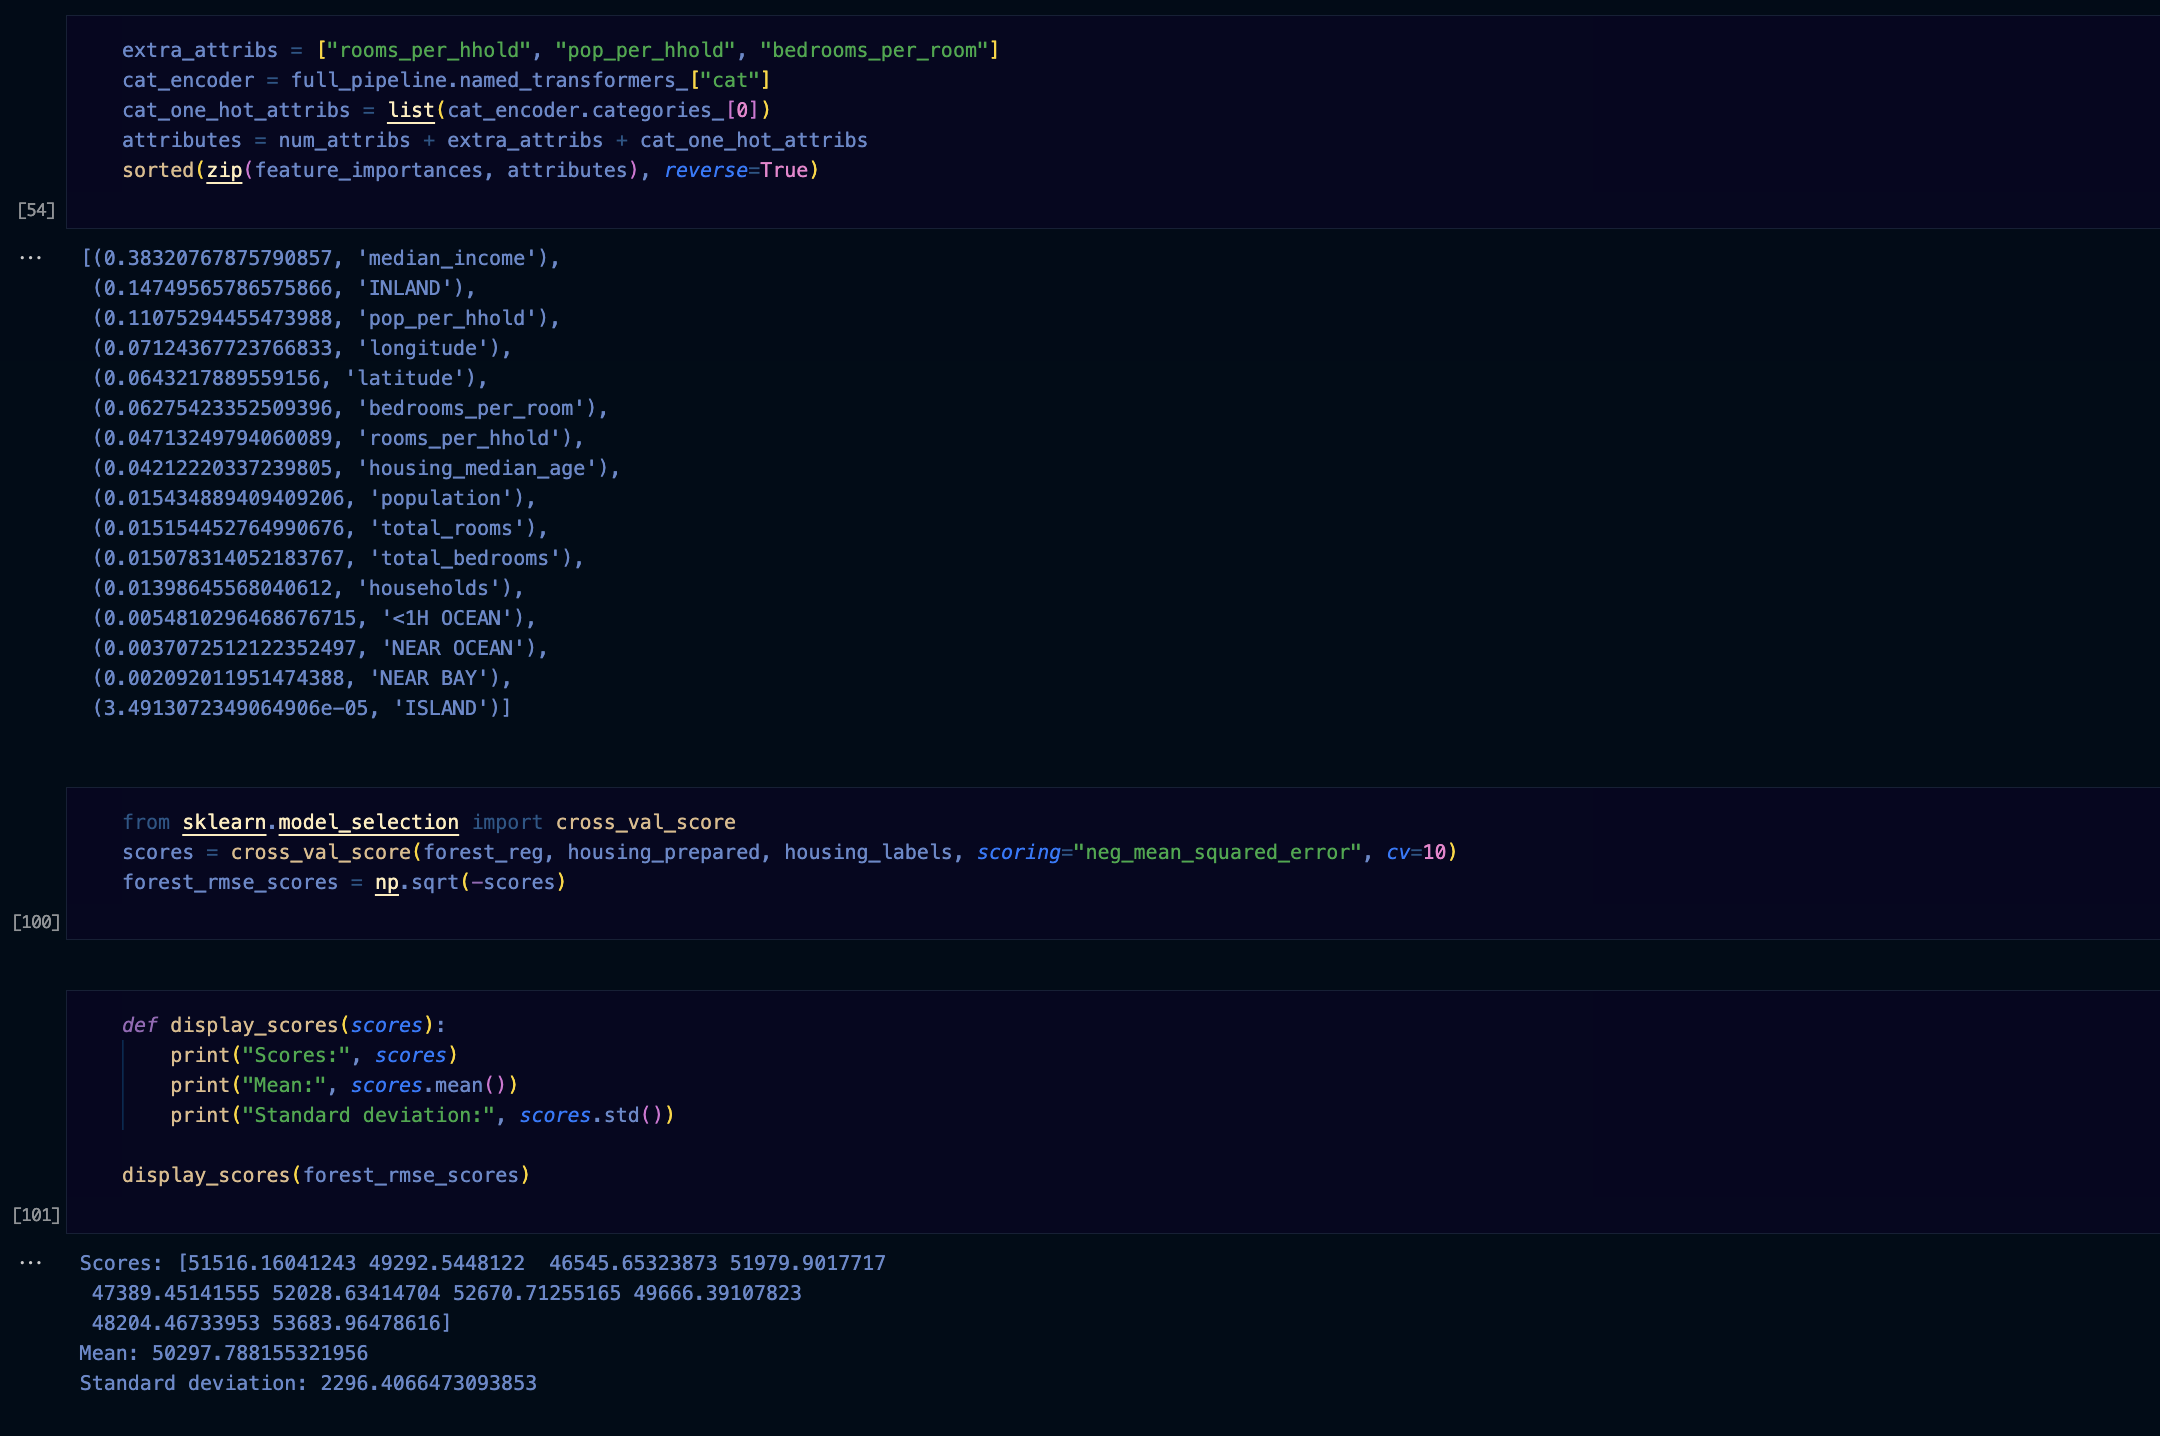 extra_attribs = ["rooms_per_hhold", "pop_per_hhold", "bedrooms_per_room"]
cat_encoder = full_pipeline.named_transformers_["cat"]
cat_one_hot_attribs = list(cat_encoder.categories_[0])
attributes = num_attribs + extra_attribs + cat_one_hot_attribs
sorted(zip(feature_importances, attributes), reverse=True)
[54]
... [(0.38320767875790857, 'median_income'),
(0.14749565786575866, 'INLAND'),
(0.11075294455473988, 'pop_per_hhold'),
(0.07124367723766833, 'longitude'),
(0.0643217889559156, 'latitude'),
(0.06275423352509396, 'bedrooms_per_room'),
(0.04713249794060089, 'rooms_per_hhold'),
(0.04212220337239805, 'housing_median_age'),
(0.015434889409409206, 'population'),
(0.015154452764990676, 'total_rooms'),
(0.015078314052183767, 'total_bedrooms'),
(0.01398645568040612, 'households'),
(0.0054810296468676715, '<1H OCEAN'),
(0.0037072512122352497, 'NEAR OCEAN'),
(0.002092011951474388, 'NEAR BAY'),
(3.4913072349064906e-05, 'ISLAND')]
from sklearn.model_selection import cross_val_score
scores = cross_val_score(forest_reg, housing_prepared, housing_labels, scoring="neg_mean_squared_error", cv=10)
forest_rmse_scores = np.sqrt(-scores)
[100]
def display_scores(scores):
    print("Scores:", scores)
    print("Mean:", scores.mean())
    print("Standard deviation:", scores.std())
display_scores(forest_rmse_scores)
[101]
... Scores: [51516.16041243 49292.5448122  46545.65323873 51979.9017717
47389.45141555 52028.63414704 52670.71255165 49666.39107823
48204.46733953 53683.96478616]
Mean: 50297.788155321956
Standard deviation: 2296.4066473093853